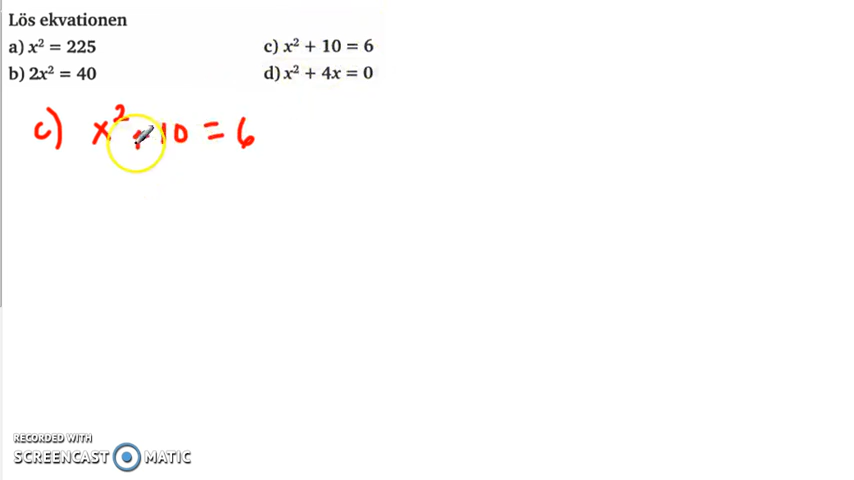 Lös ekvationen
a) x² = 225
c) x² + 10 = 6
b) 2x² = 40
d) x² + 4x = 0
c) x² + 10 = 6
RECORDED WITH
SCREENCAST MATIC